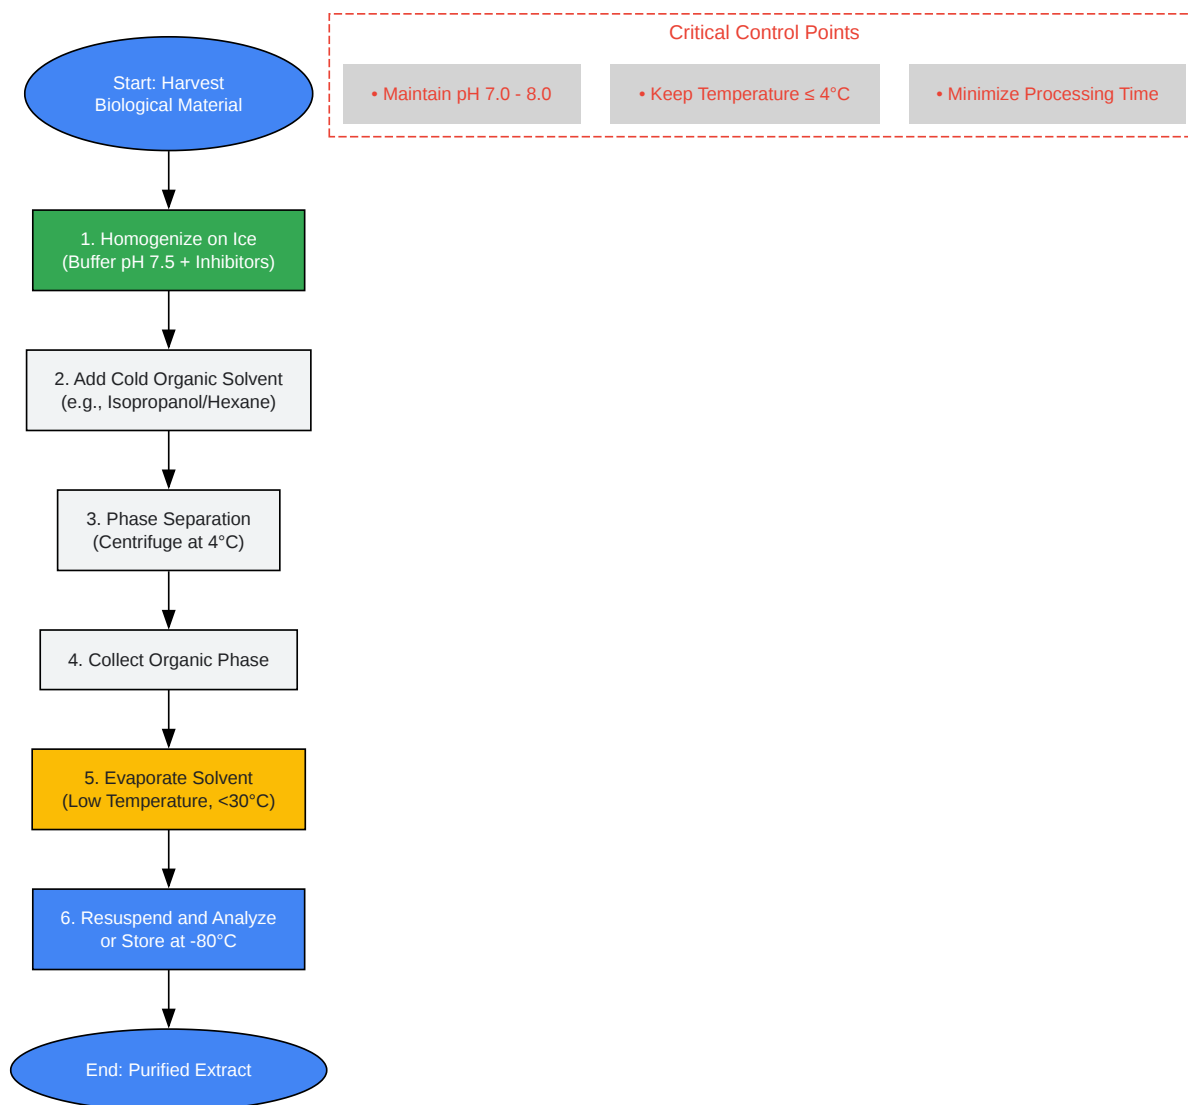 Critical Control Points
• Maintain pH 7.0 - 8.0
• Keep Temperature ≤ 4°C
• Minimize Processing Time
Start: Harvest
Biological Material
1. Homogenize on Ice
(Buffer pH 7.5 + Inhibitors)
2. Add Cold Organic Solvent
(e.g., Isopropanol/Hexane)
3. Phase Separation
(Centrifuge at 4°C)
4. Collect Organic Phase
5. Evaporate Solvent
(Low Temperature, <30°C)
6. Resuspend and Analyze
or Store at -80°C
End: Purified Extract